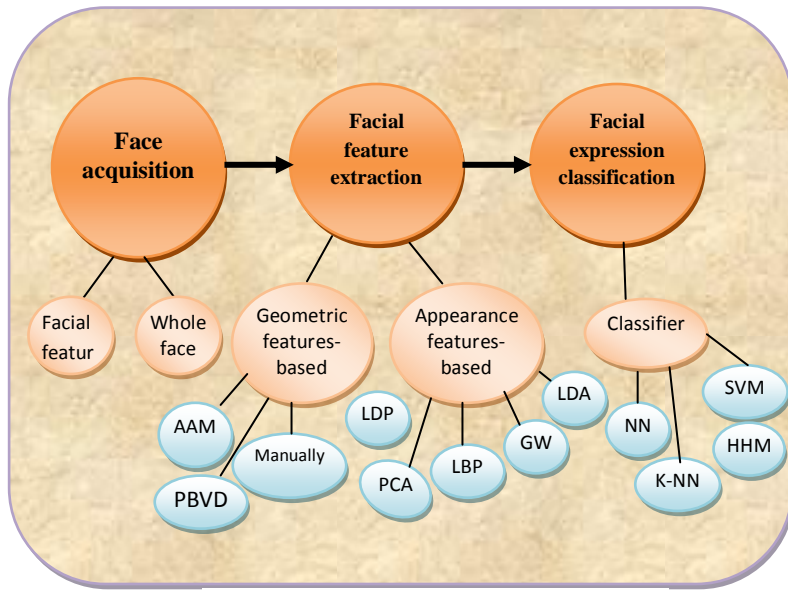 Face
acquisition
Facial
feature
extraction
Facial
expression
classification
Facial
featur
Whole
face
Geometric
features-
based
Appearance
features-
based
Classifier
AAM
PBVD
Manually
LDP
PCA
LBP
GW
LDA
NN
K-NN
SVM
HHM